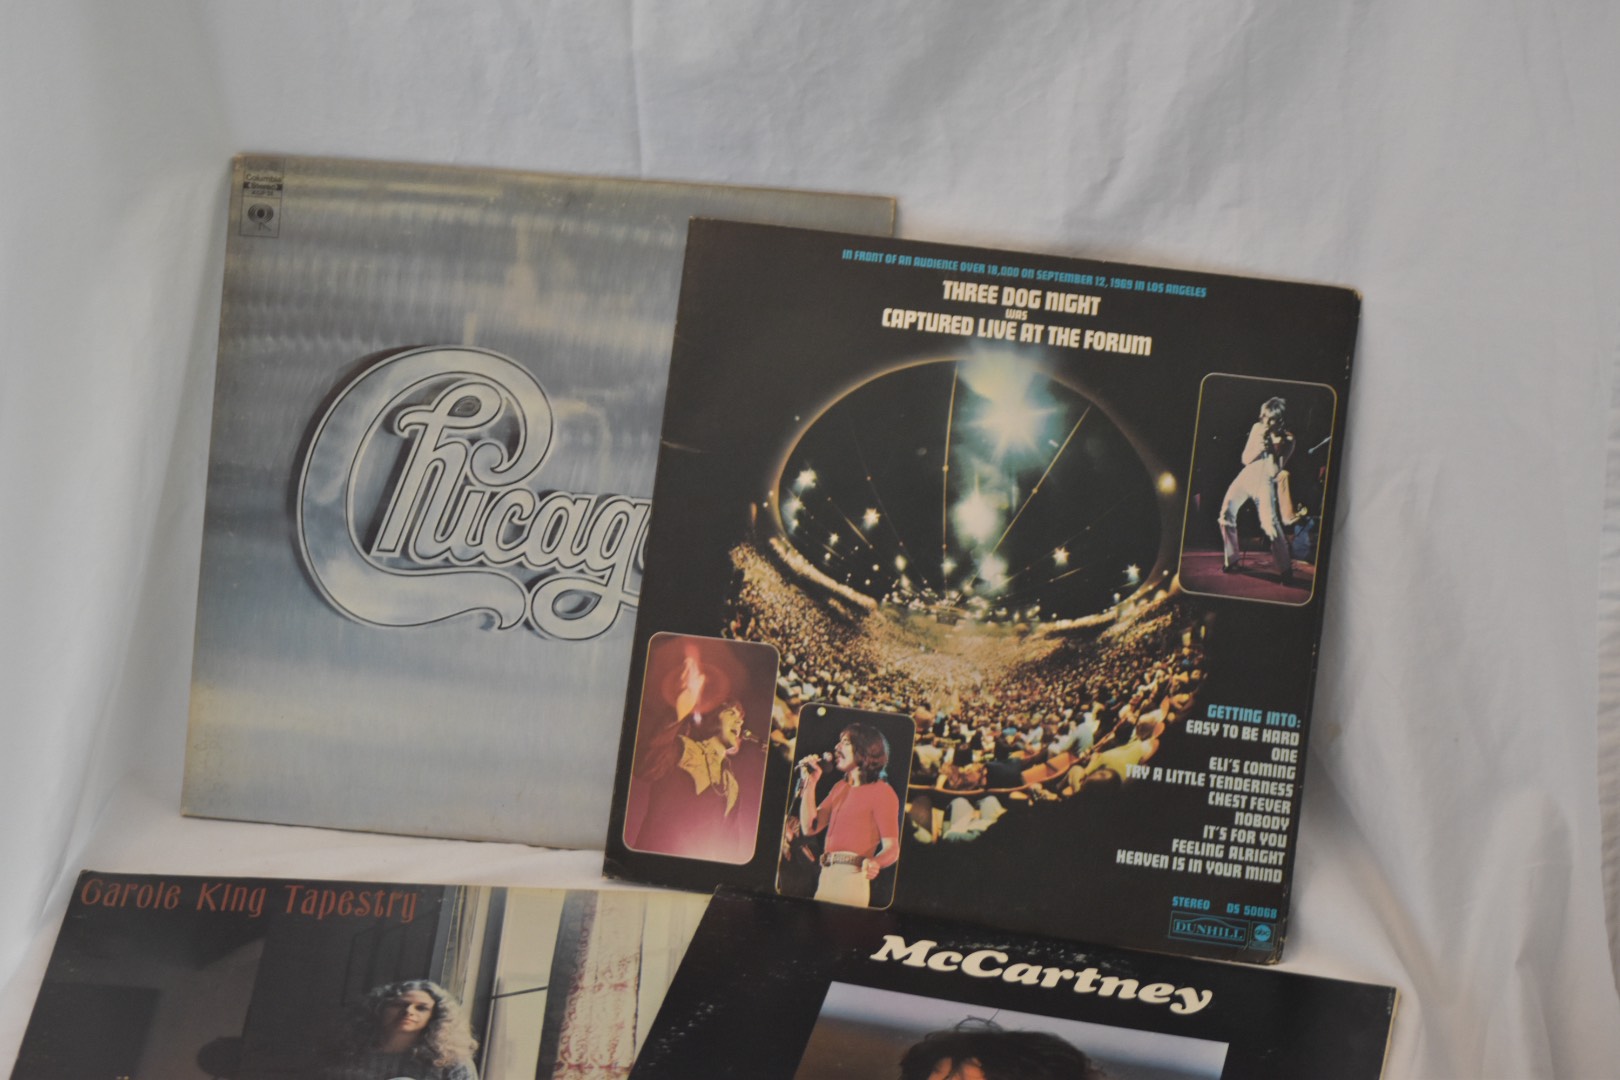 Columbia
Stereo
Chicago
IN FRONT OF AN AUDIENCE OVER 18,000 ON SEPTEMBER 12, 1969 IN LOS ANGELES
THREE DOG NIGHT
WAS
CAPTURED LIVE AT THE FORUM
GETTING INTO:
EASY TO BE HARD
ONE
ELI'S COMING
TRY A LITTLE TENDERNESS
CHEST FEVER
NOBODY
IT'S FOR YOU
FEELING ALRIGHT
HEAVEN IS IN YOUR MIND
STEREO DS 50068
DUNHILL abc
Carole King Tapestry
McCartney